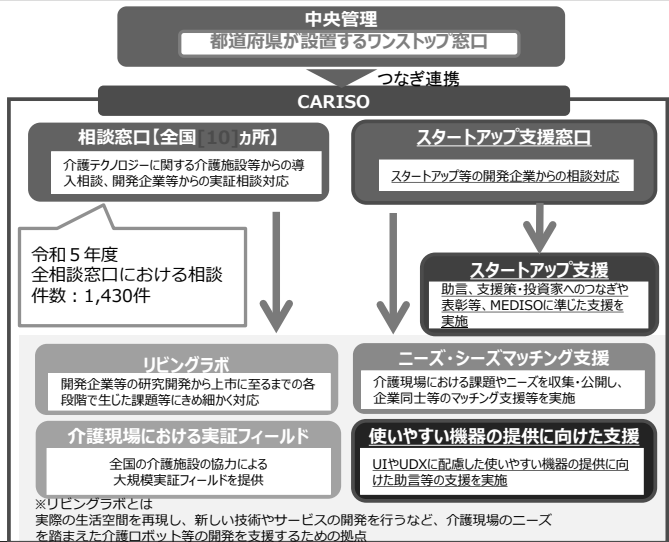 中央管理
都道府県が設置するワンストップ窓口
つなぎ連携
CARISO
相談窓口【全国[10]ヵ所】
介護テクノロジーに関する介護施設等からの導
入相談、開発企業等からの実証相談対応
スタートアップ支援窓口
スタートアップ等の開発企業からの相談対応
令和５年度
全相談窓口における相談
件数：1,430件
スタートアップ支援
助言、支援策・投資家へのつなぎや
表彰等、MEDISOに準じた支援を
実施
リビングラボ
開発企業等の研究開発から上市に至るまでの各
段階で生じた課題等にきめ細かく対応
ニーズ・シーズマッチング支援
介護現場における課題やニーズを収集・公開し、
企業同士等のマッチング支援等を実施
介護現場における実証フィールド
全国の介護施設の協力による
大規模実証フィールドを提供
使いやすい機器の提供に向けた支援
UIやUDXに配慮した使いやすい機器の提供に向
けた助言等の支援を実施
※リビングラボとは
実際の生活空間を再現し、新しい技術やサービスの開発を行うなど、介護現場のニーズ
を踏まえた介護ロボット等の開発を支援するための拠点